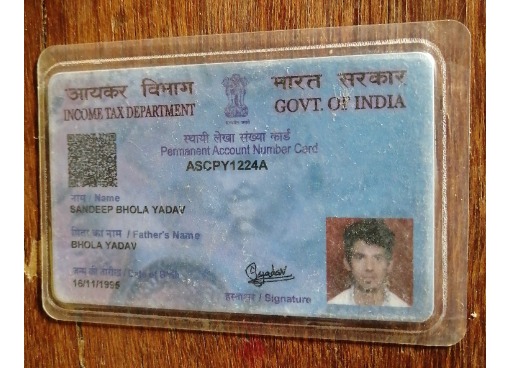 आयकर विभाग
INCOME TAX DEPARTMENT
भारत सरकार
GOVT. OF INDIA
स्थायी लेखा संख्या कार्ड
Permanent Account Number Card
ASCPY1224A
नाम / Name
SANDEEP BHOLA YADAV
पिता का नाम / Father's Name
BHOLA YADAV
जन्म की तारीख / Date of Birth
16/11/1995
हस्ताक्षर / Signature